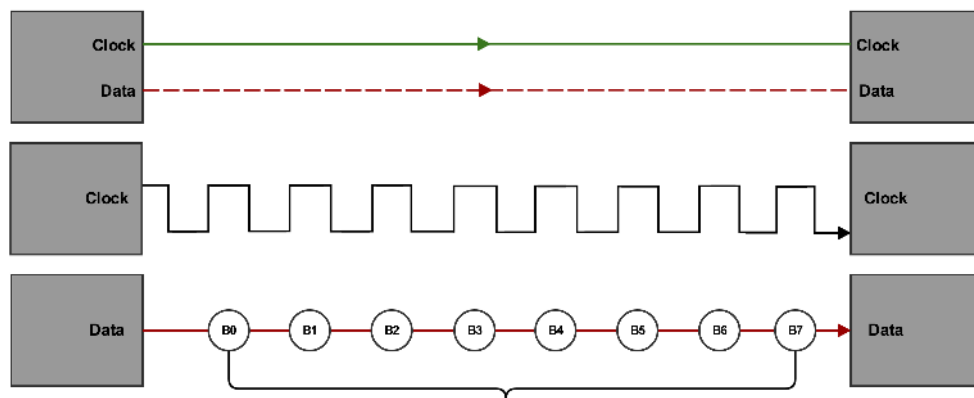 Clock Clock
Data Data
Clock Clock
Data B0 B1 B2 B3 B4 B5 B6 B7 Data